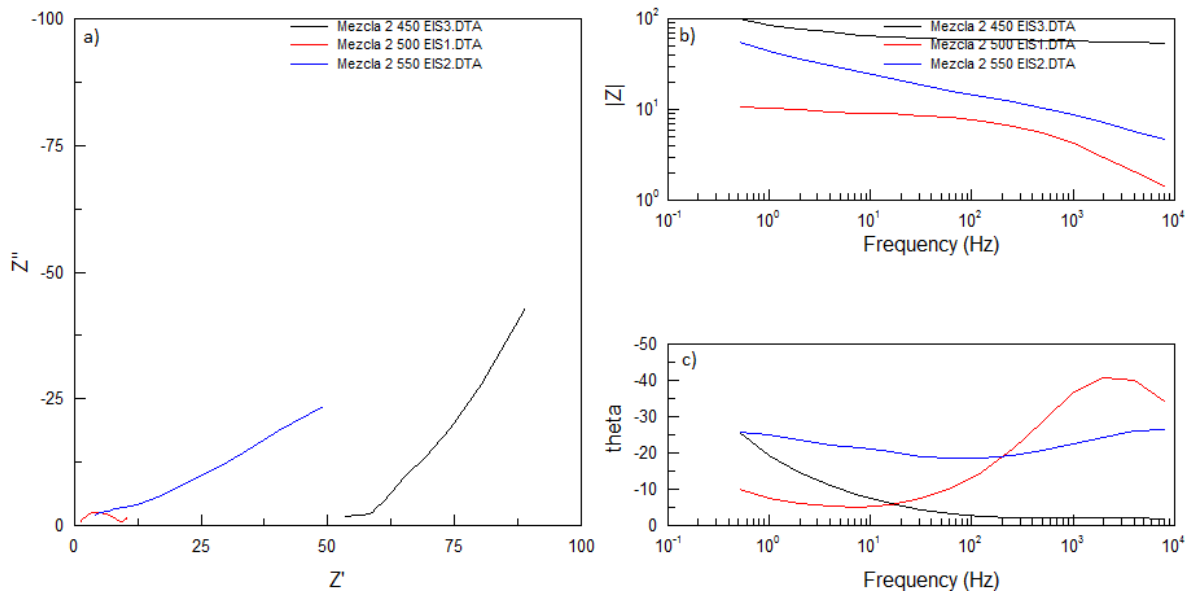 a)
Mezcla 2 450 EIS3.DTA
Mezcla 2 500 EIS1.DTA
Mezcla 2 550 EIS2.DTA
-100
-75
-50
-25
0
Z''
0 25 50 75 100
Z'
b)
Mezcla 2 450 EIS3.DTA
Mezcla 2 500 EIS1.DTA
Mezcla 2 550 EIS2.DTA
10^2
10^1
10^0
|Z|
10^-1 10^0 10^1 10^2 10^3 10^4
Frequency (Hz)
c)
-50
-40
-30
-20
-10
0
theta
10^-1 10^0 10^1 10^2 10^3 10^4
Frequency (Hz)